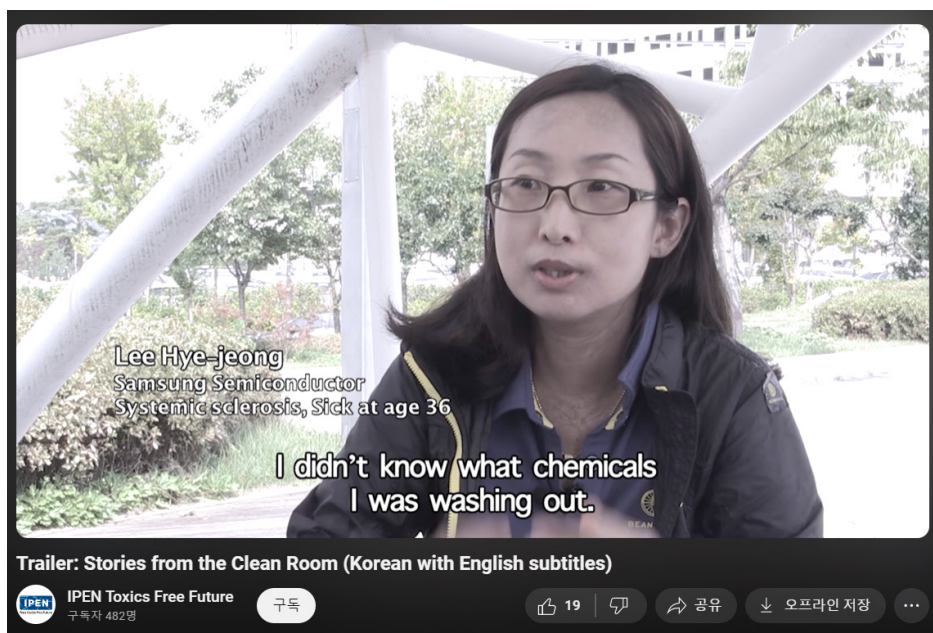 Lee Hye-jeong
Samsung Semiconductor
Systemic sclerosis, Sick at age 36
I didn't know what chemicals
I was washing out.
BEAN
Trailer: Stories from the Clean Room (Korean with English subtitles)
IPEN
IPEN Toxics Free Future
구독자 482명
구독
19
공유
오프라인 저장